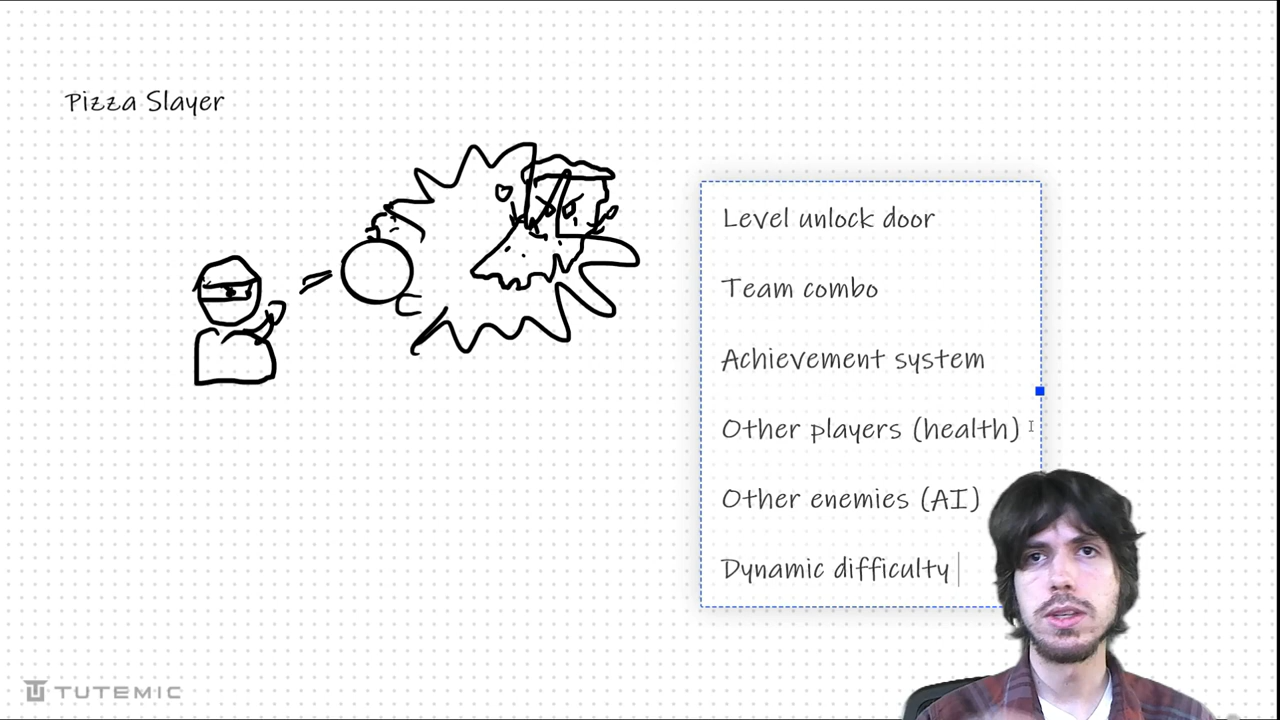 Pizza Slayer
Level unlock door
Team combo
Achievement system
Other players (health)
Other enemies (AI)
Dynamic difficulty
TUTEMIC